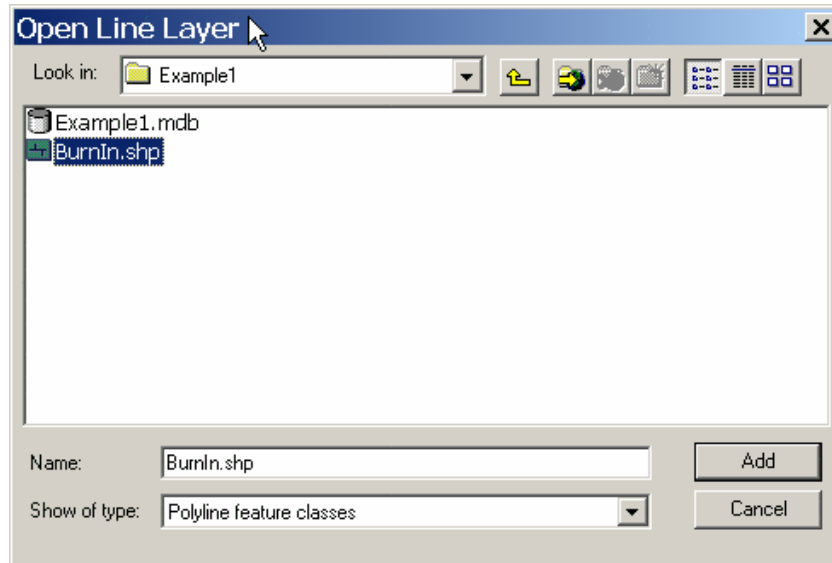 Open Line Layer
Look in: Example1
Example1.mdb
BurnIn.shp
Name: BurnIn.shp Add
Show of type: Polyline feature classes Cancel